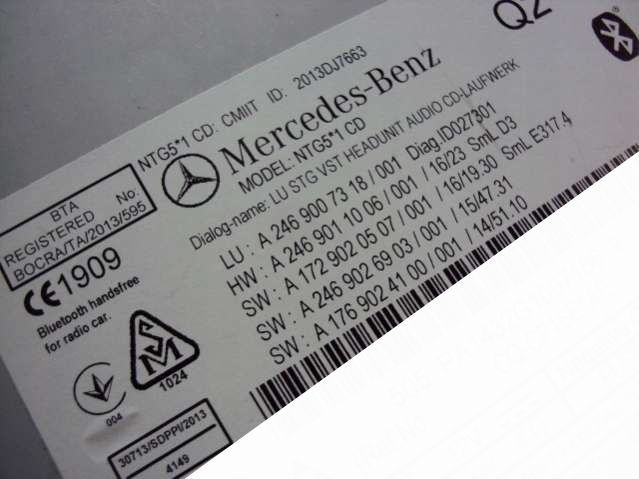 Q2
NTG5*1 CD: CMIIT ID: 2013DJ7663
Mercedes-Benz
MODEL: NTG5*1 CD
Dialog-name: LU STG VST HEADUNIT AUDIO CD-LAUFWERK
LU : A 246 900 73 18 / 001 Diag.ID027301
HW : A 246 901 10 06 / 001 / 16/23 SmL D3
SW : A 172 902 05 07 / 001 / 16/19.30 SmL E317.4
SW : A 246 902 69 03 / 001 / 15/47.31
SW : A 176 902 41 00 / 001 / 14/51.10
BTA
REGISTERED No.
BOCRA/TA/2013/595
CE1909
Bluetooth handsfree
for radio car.
SM
1024
004
30713/SDPPI/2013
4149